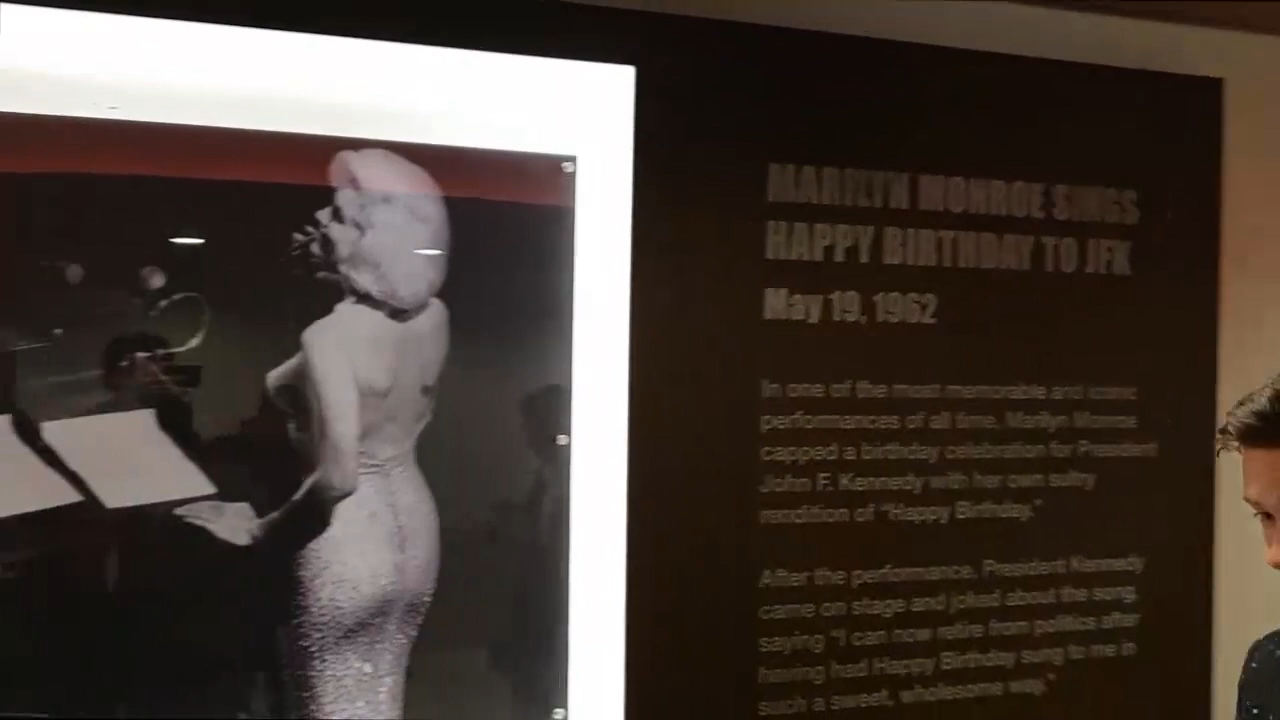 MARILYN MONROE SINGS
HAPPY BIRTHDAY TO JFK
May 19, 1962
In one of the most memorable and iconic
performances of all time, Marilyn Monroe
capped a birthday celebration for President
John F. Kennedy with her own sultry
rendition of "Happy Birthday."
After the performance, President Kennedy
came on stage and joked about the song,
saying "I can now retire from politics after
having had Happy Birthday sung to me in
such a sweet, wholesome way."